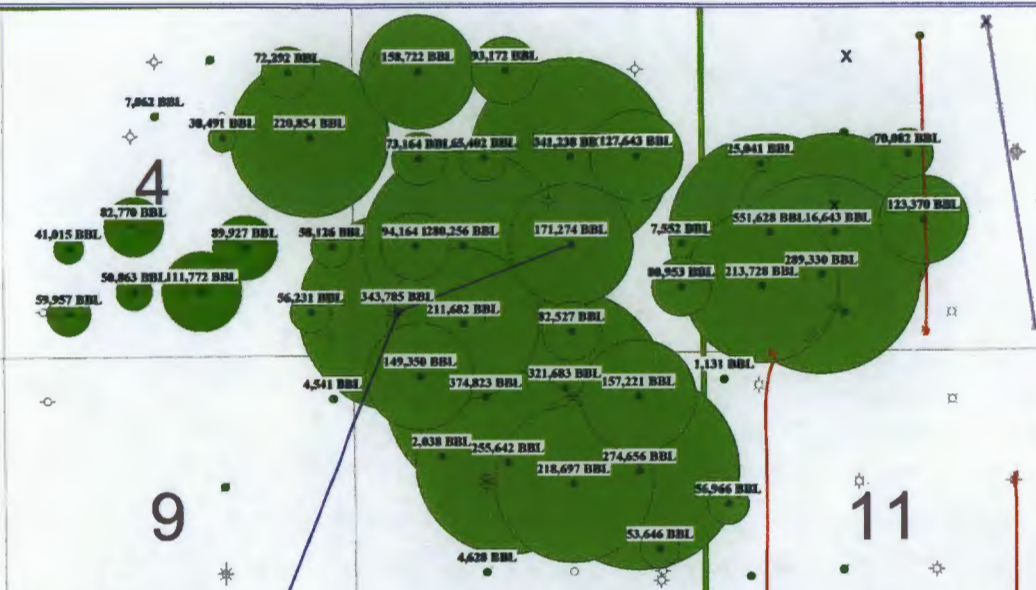 72,292 BBL
158,722 BBL
93,172 BBL
7,062 BBL
38,491 BBL
220,854 BBL
73,164 BBL
65,402 BBL
341,238 BB
127,643 BBL
25,041 BBL
70,082 BBL
4
82,770 BBL
41,015 BBL
89,927 BBL
58,126 BBL
94,164
280,256 BBL
171,274 BBL
7,552 BBL
551,628 BBL
16,643 BBL
123,370 BBL
50,863 BBL
111,772 BBL
59,957 BBL
56,231 BBL
343,785 BBL
211,682 BBL
82,527 BBL
80,953 BBL
213,728 BBL
289,330 BBL
149,350 BBL
4,541 BBL
374,823 BBL
321,683 BBL
157,221 BBL
1,131 BBL
2,038 BBL
255,642 BBL
218,697 BBL
274,656 BBL
56,966 BBL
9
11
53,646 BBL
4,628 BBL